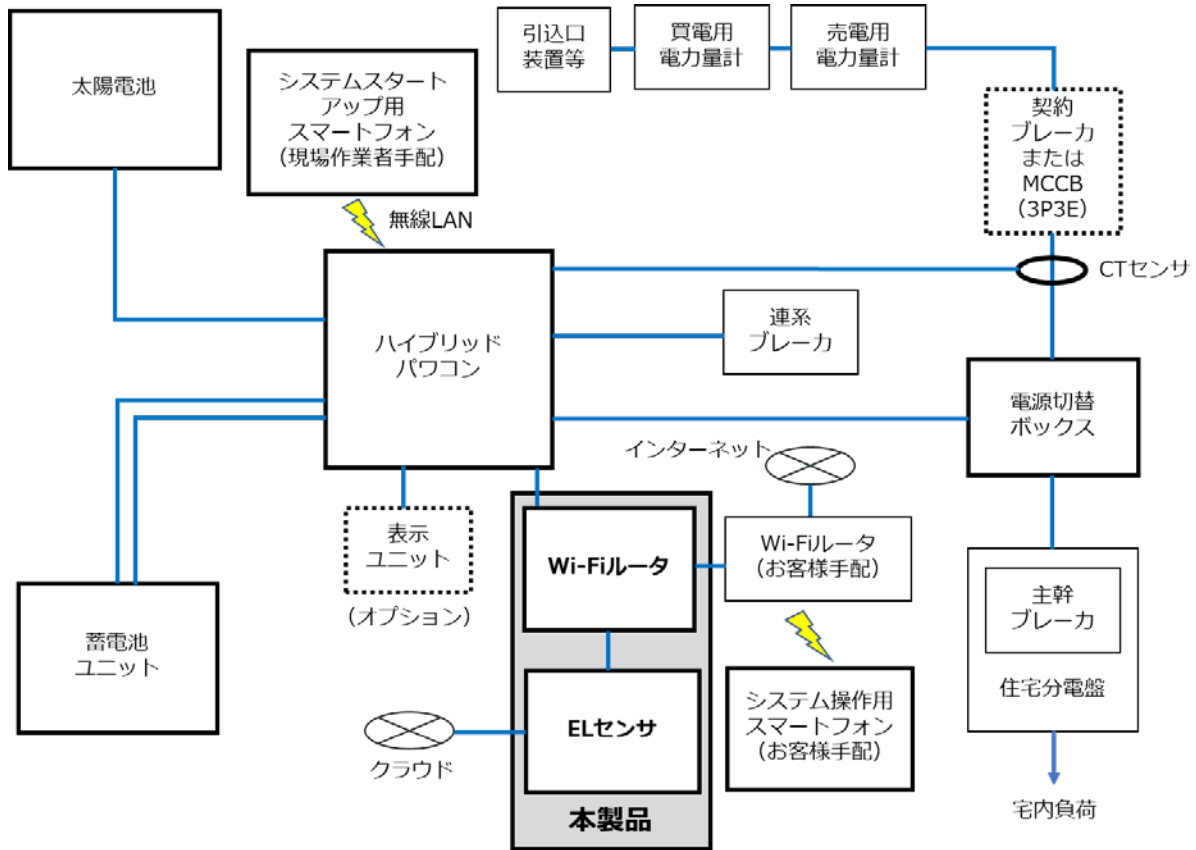 太陽電池
システムスタート
アップ用
スマートフォン
（現場作業者手配）
引込口
装置等
買電用
電力量計
売電用
電力量計
契約
ブレーカ
または
MCCB
（3P3E）
無線LAN
CTセンサ
ハイブリッド
パワコン
連系
ブレーカ
電源切替
ボックス
インターネット
表示
ユニット
（オプション）
Wi-Fiルータ
Wi-Fiルータ
（お客様手配）
主幹
ブレーカ
住宅分電盤
蓄電池
ユニット
ELセンサ
クラウド
システム操作用
スマートフォン
（お客様手配）
本製品
宅内負荷